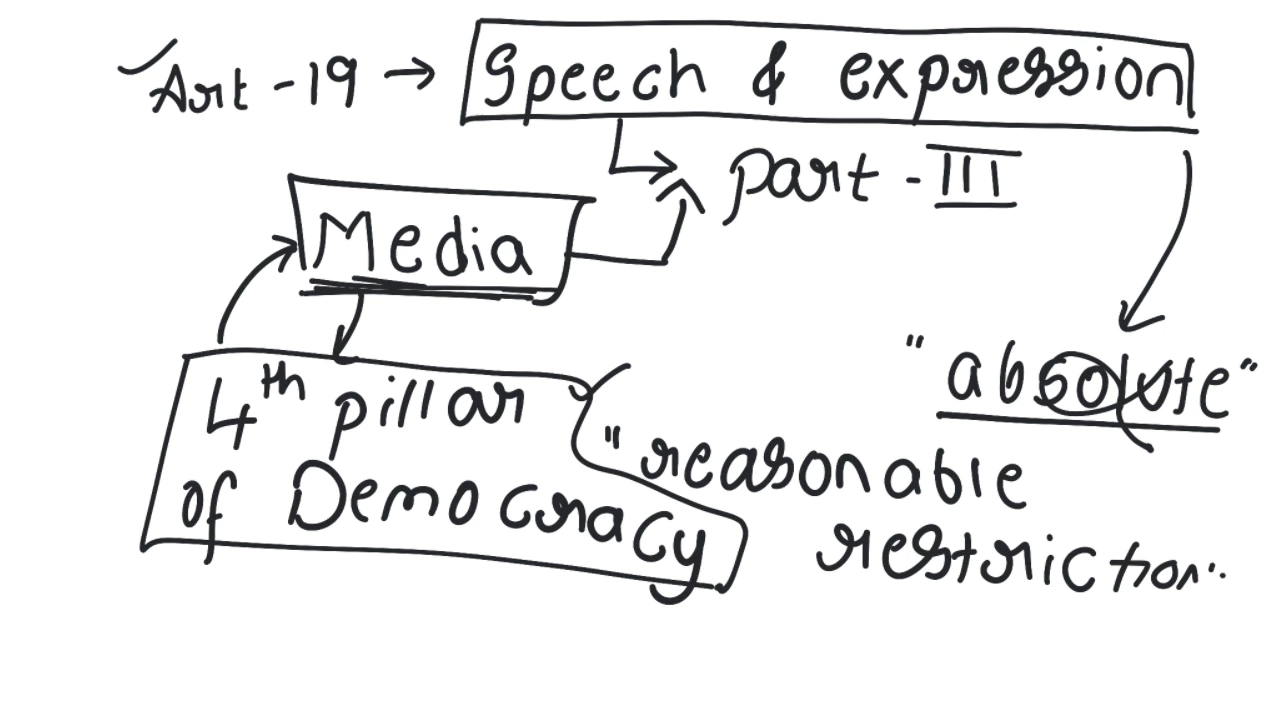 Art - 19 → Speech & expression
Part - III
Media
"absolute"
4th pillar
of Democracy
"reasonable
restriction"